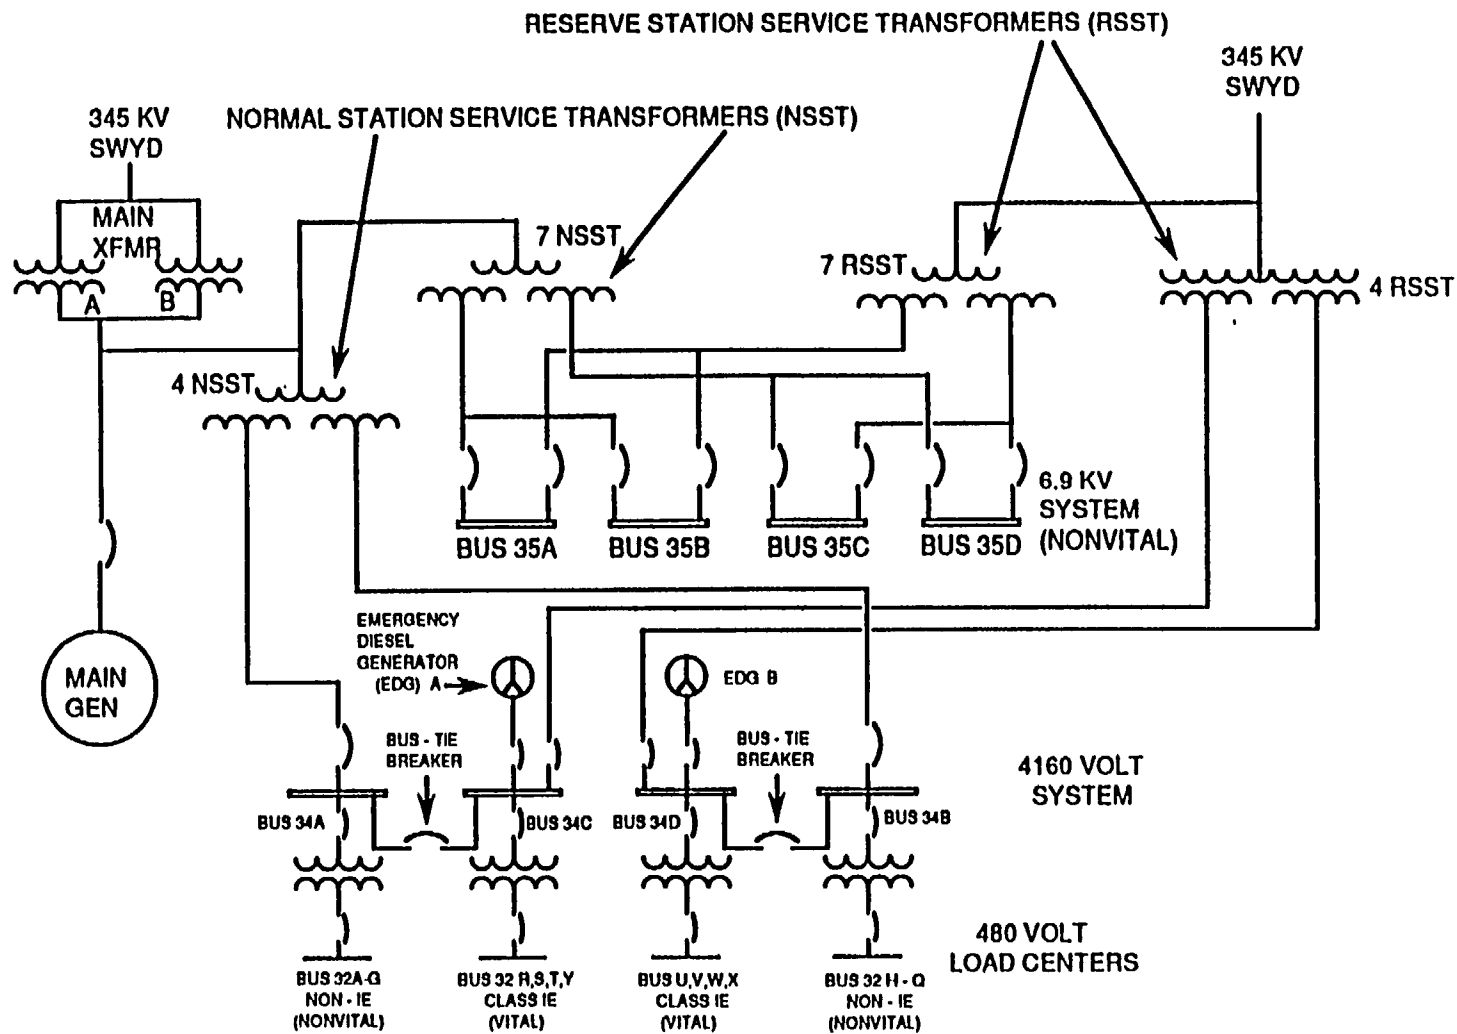 RESERVE STATION SERVICE TRANSFORMERS (RSST)
345 KV
SWYD
345 KV
SWYD
NORMAL STATION SERVICE TRANSFORMERS (NSST)
MAIN
XFMR
A
B
7 NSST
7 RSST
4 RSST
4 NSST
6.9 KV
SYSTEM
(NONVITAL)
BUS 35A
BUS 35B
BUS 35C
BUS 35D
MAIN
GEN
EMERGENCY
DIESEL
GENERATOR
(EDG) A
EDG B
BUS - TIE
BREAKER
BUS - TIE
BREAKER
4160 VOLT
SYSTEM
BUS 34A
BUS 34C
BUS 34D
BUS 34B
480 VOLT
LOAD CENTERS
BUS 32A-G
NON - IE
(NONVITAL)
BUS 32 R,S,T,Y
CLASS IE
(VITAL)
BUS U,V,W,X
CLASS IE
(VITAL)
BUS 32 H - Q
NON - IE
(NONVITAL)